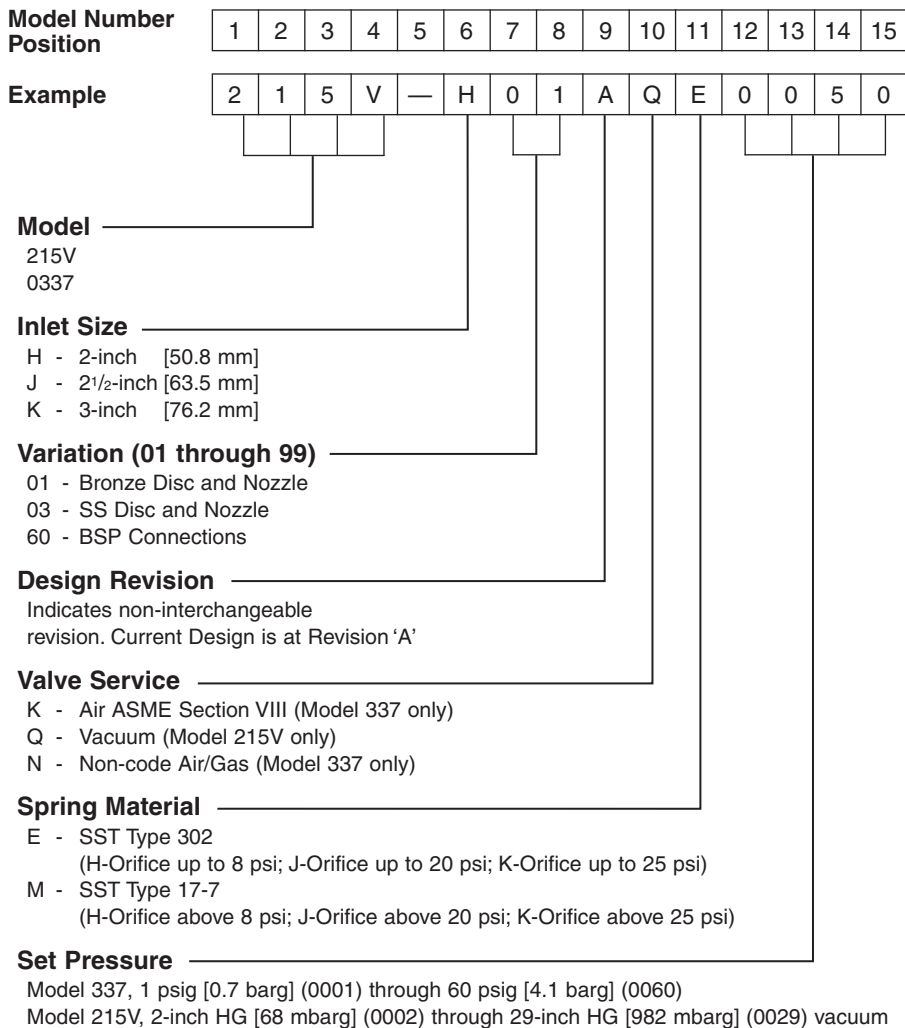 Model Number
Position
1 2 3 4 5 6 7 8 9 10 11 12 13 14 15
Example
2 1 5 V — H 0 1 A Q E 0 0 5 0
Model
215V
0337
Inlet Size
H - 2-inch [50.8 mm]
J - 21/2-inch [63.5 mm]
K - 3-inch [76.2 mm]
Variation (01 through 99)
01 - Bronze Disc and Nozzle
03 - SS Disc and Nozzle
60 - BSP Connections
Design Revision
Indicates non-interchangeable
revision. Current Design is at Revision 'A'
Valve Service
K - Air ASME Section VIII (Model 337 only)
Q - Vacuum (Model 215V only)
N - Non-code Air/Gas (Model 337 only)
Spring Material
E - SST Type 302
(H-Orifice up to 8 psi; J-Orifice up to 20 psi; K-Orifice up to 25 psi)
M - SST Type 17-7
(H-Orifice above 8 psi; J-Orifice above 20 psi; K-Orifice above 25 psi)
Set Pressure
Model 337, 1 psig [0.7 barg] (0001) through 60 psig [4.1 barg] (0060)
Model 215V, 2-inch HG [68 mbarg] (0002) through 29-inch HG [982 mbarg] (0029) vacuum